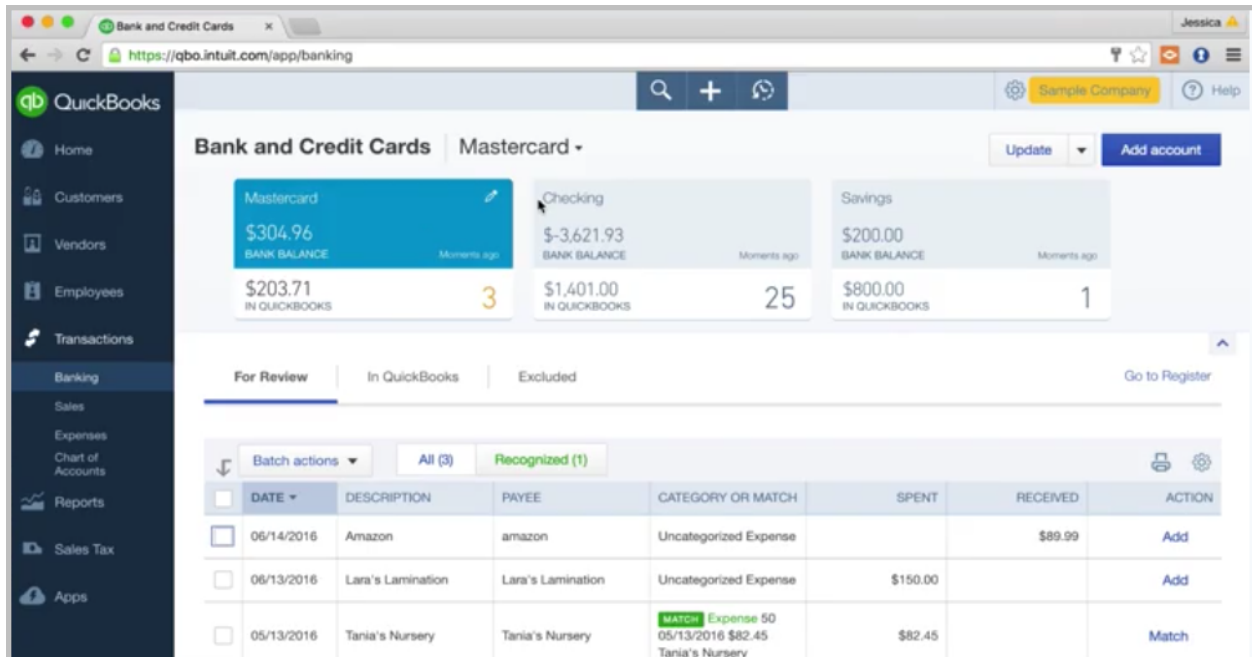 Bank and Credit Cards
Jessica
https://qbo.intuit.com/app/banking
qb QuickBooks
Sample Company
Help
Home
Customers
Vendors
Employees
Transactions
Banking
Sales
Expenses
Chart of
Accounts
Reports
Sales Tax
Apps
Bank and Credit Cards Mastercard
Update
Add account
Mastercard
$304.96
BANK BALANCE
Moments ago
$203.71
IN QUICKBOOKS
3
Checking
$-3,621.93
BANK BALANCE
Moments ago
$1,401.00
IN QUICKBOOKS
25
Savings
$200.00
BANK BALANCE
Moments ago
$800.00
IN QUICKBOOKS
1
For Review In QuickBooks Excluded Go to Register
Batch actions All (3) Recognized (1)
DATE DESCRIPTION PAYEE CATEGORY OR MATCH SPENT RECEIVED ACTION
06/14/2016 Amazon amazon Uncategorized Expense $89.99 Add
06/13/2016 Lara's Lamination Lara's Lamination Uncategorized Expense $150.00 Add
05/13/2016 Tania's Nursery Tania's Nursery MATCH Expense 50
05/13/2016 $82.45
Tania's Nursery
$82.45 Match